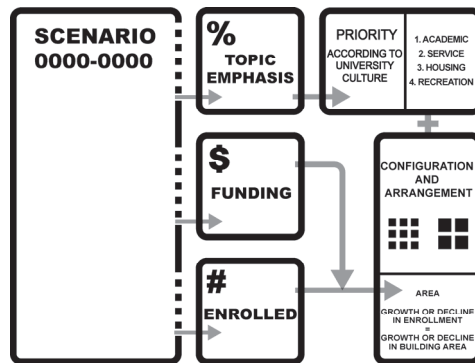 SCENARIO
0000-0000
%
TOPIC
EMPHASIS
PRIORITY
ACCORDING TO
UNIVERSITY
CULTURE
1. ACADEMIC
2. SERVICE
3. HOUSING
4. RECREATION
$
FUNDING
CONFIGURATION
AND
ARRANGEMENT
#
ENROLLED
AREA
GROWTH OR DECLINE
IN ENROLLMENT
=
GROWTH OR DECLINE
IN BUILDING AREA